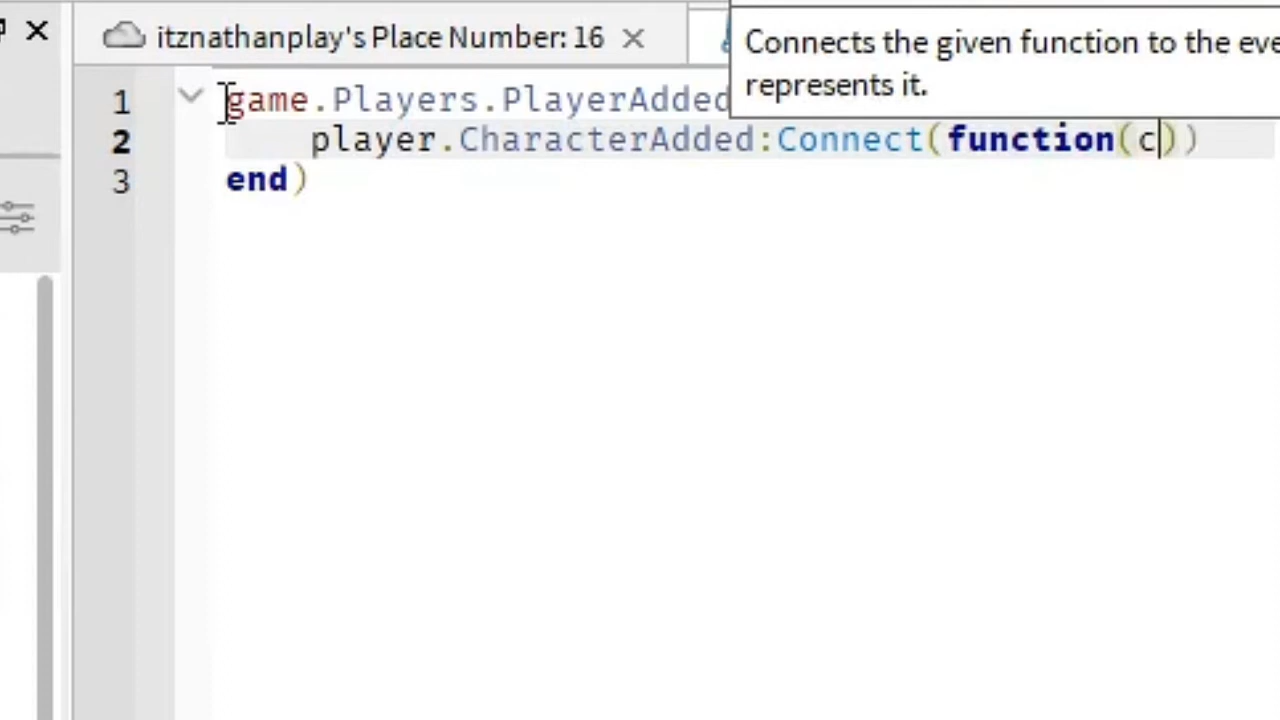 itznathanplay's Place Number: 16
Connects the given function to the eve
represents it.
1 game.Players.PlayerAdded
2 player.CharacterAdded:Connect(function(c))
3 end)